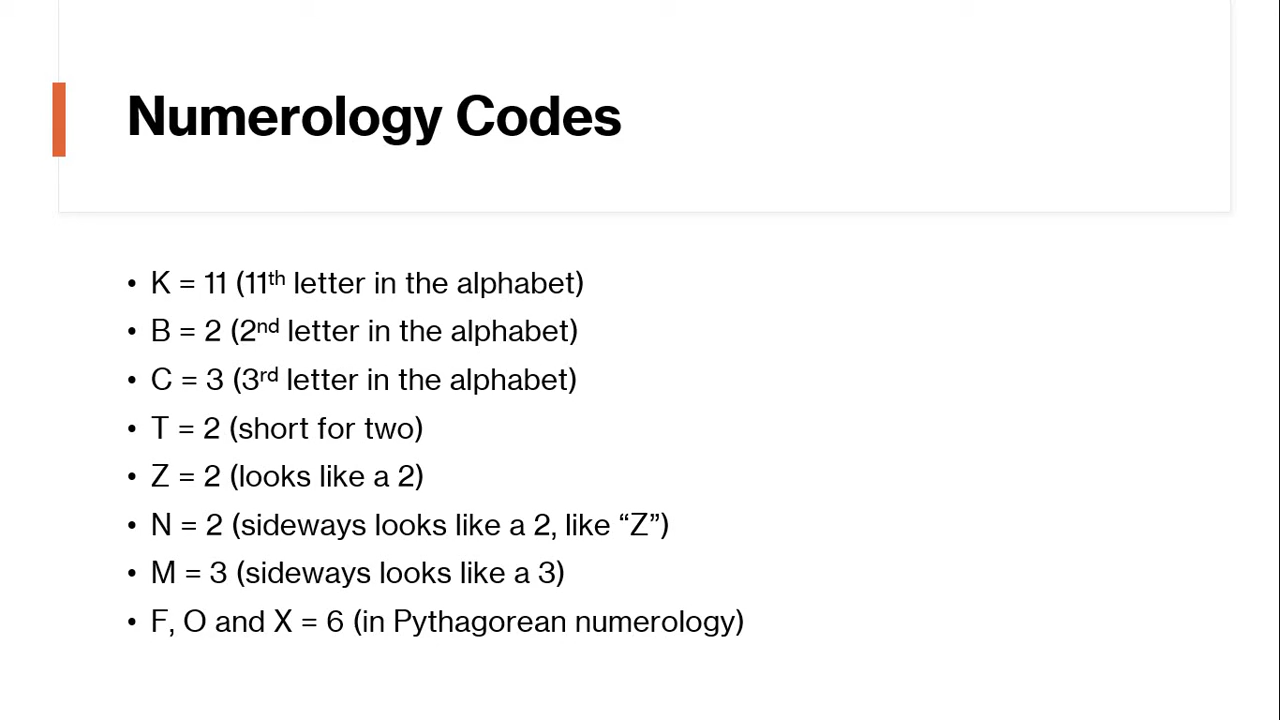 Numerology Codes
• K = 11 (11th letter in the alphabet)
• B = 2 (2nd letter in the alphabet)
• C = 3 (3rd letter in the alphabet)
• T = 2 (short for two)
• Z = 2 (looks like a 2)
• N = 2 (sideways looks like a 2, like “Z”)
• M = 3 (sideways looks like a 3)
• F, O and X = 6 (in Pythagorean numerology)